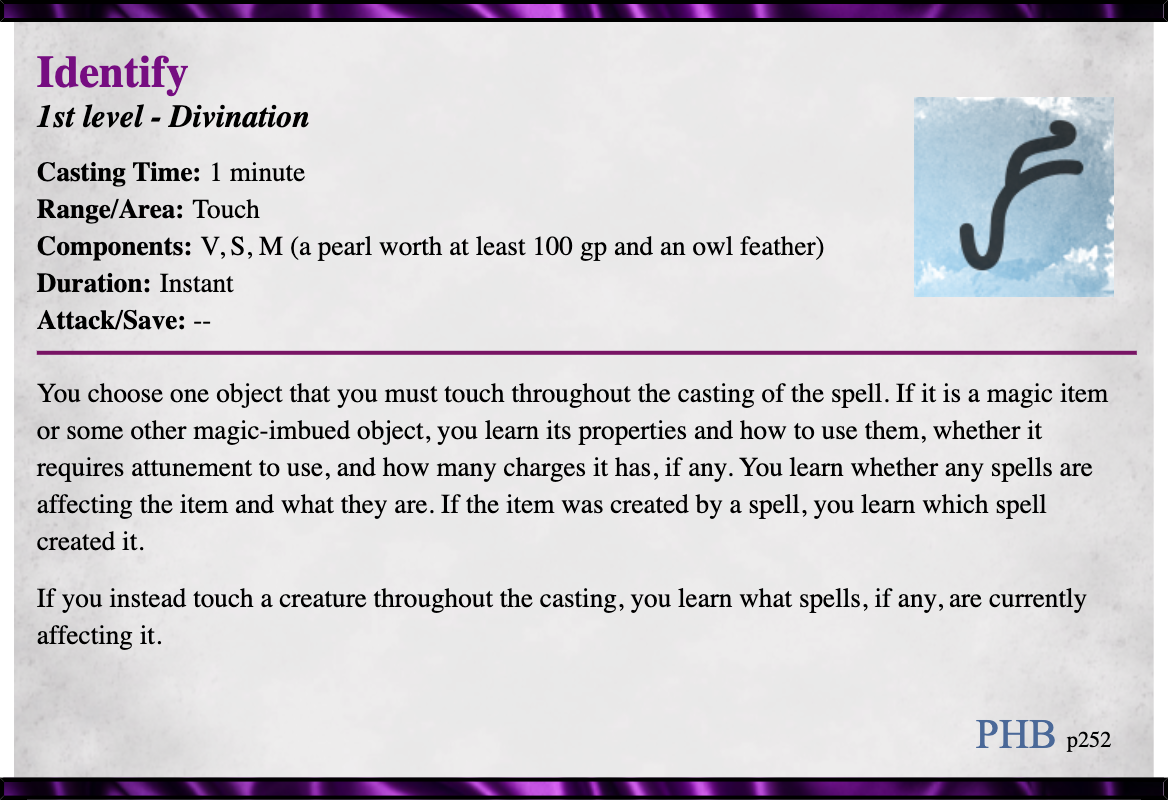 Identify
1st level - Divination
Casting Time: 1 minute
Range/Area: Touch
Components: V, S, M (a pearl worth at least 100 gp and an owl feather)
Duration: Instant
Attack/Save: --
You choose one object that you must touch throughout the casting of the spell. If it is a magic item
or some other magic-imbued object, you learn its properties and how to use them, whether it
requires attunement to use, and how many charges it has, if any. You learn whether any spells are
affecting the item and what they are. If the item was created by a spell, you learn which spell
created it.
If you instead touch a creature throughout the casting, you learn what spells, if any, are currently
affecting it.
PHB p252